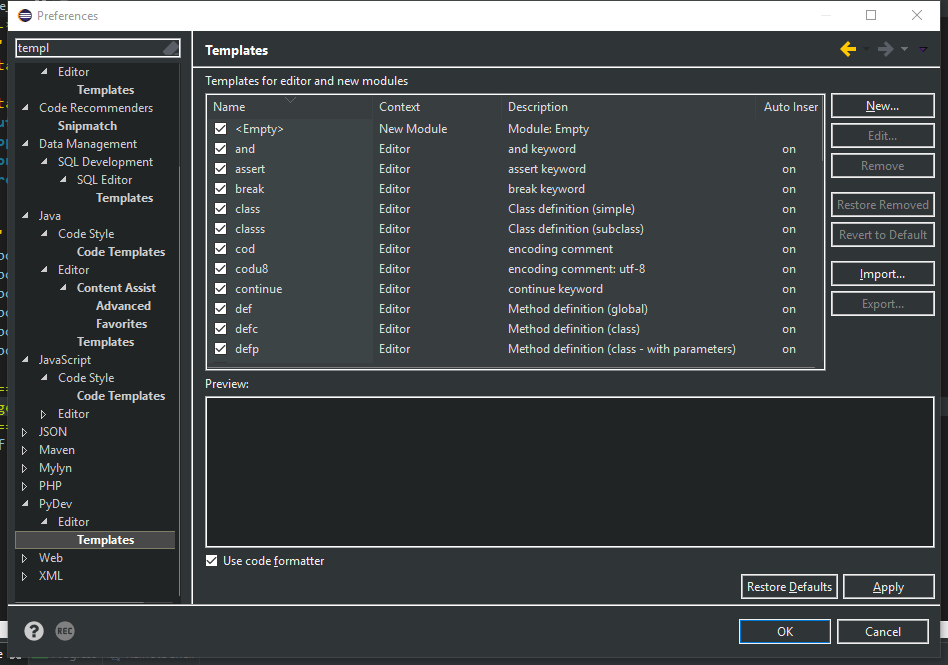 Preferences
templ
Editor
Templates
Code Recommenders
Snipmatch
Data Management
SQL Development
SQL Editor
Templates
Java
Code Style
Code Templates
Editor
Content Assist
Advanced
Favorites
Templates
JavaScript
Code Style
Code Templates
Editor
JSON
Maven
Mylyn
PHP
PyDev
Editor
Templates
Web
XML
Templates
Templates for editor and new modules
Name Context Description Auto Inser
<Empty> New Module Module: Empty
and Editor and keyword on
assert Editor assert keyword on
break Editor break keyword on
class Editor Class definition (simple) on
classs Editor Class definition (subclass) on
cod Editor encoding comment on
codu8 Editor encoding comment: utf-8 on
continue Editor continue keyword on
def Editor Method definition (global) on
defc Editor Method definition (class) on
defp Editor Method definition (class - with parameters) on
New...
Edit...
Remove
Restore Removed
Revert to Default
Import...
Export...
Preview:
Use code formatter
Restore Defaults Apply
? REC
OK Cancel